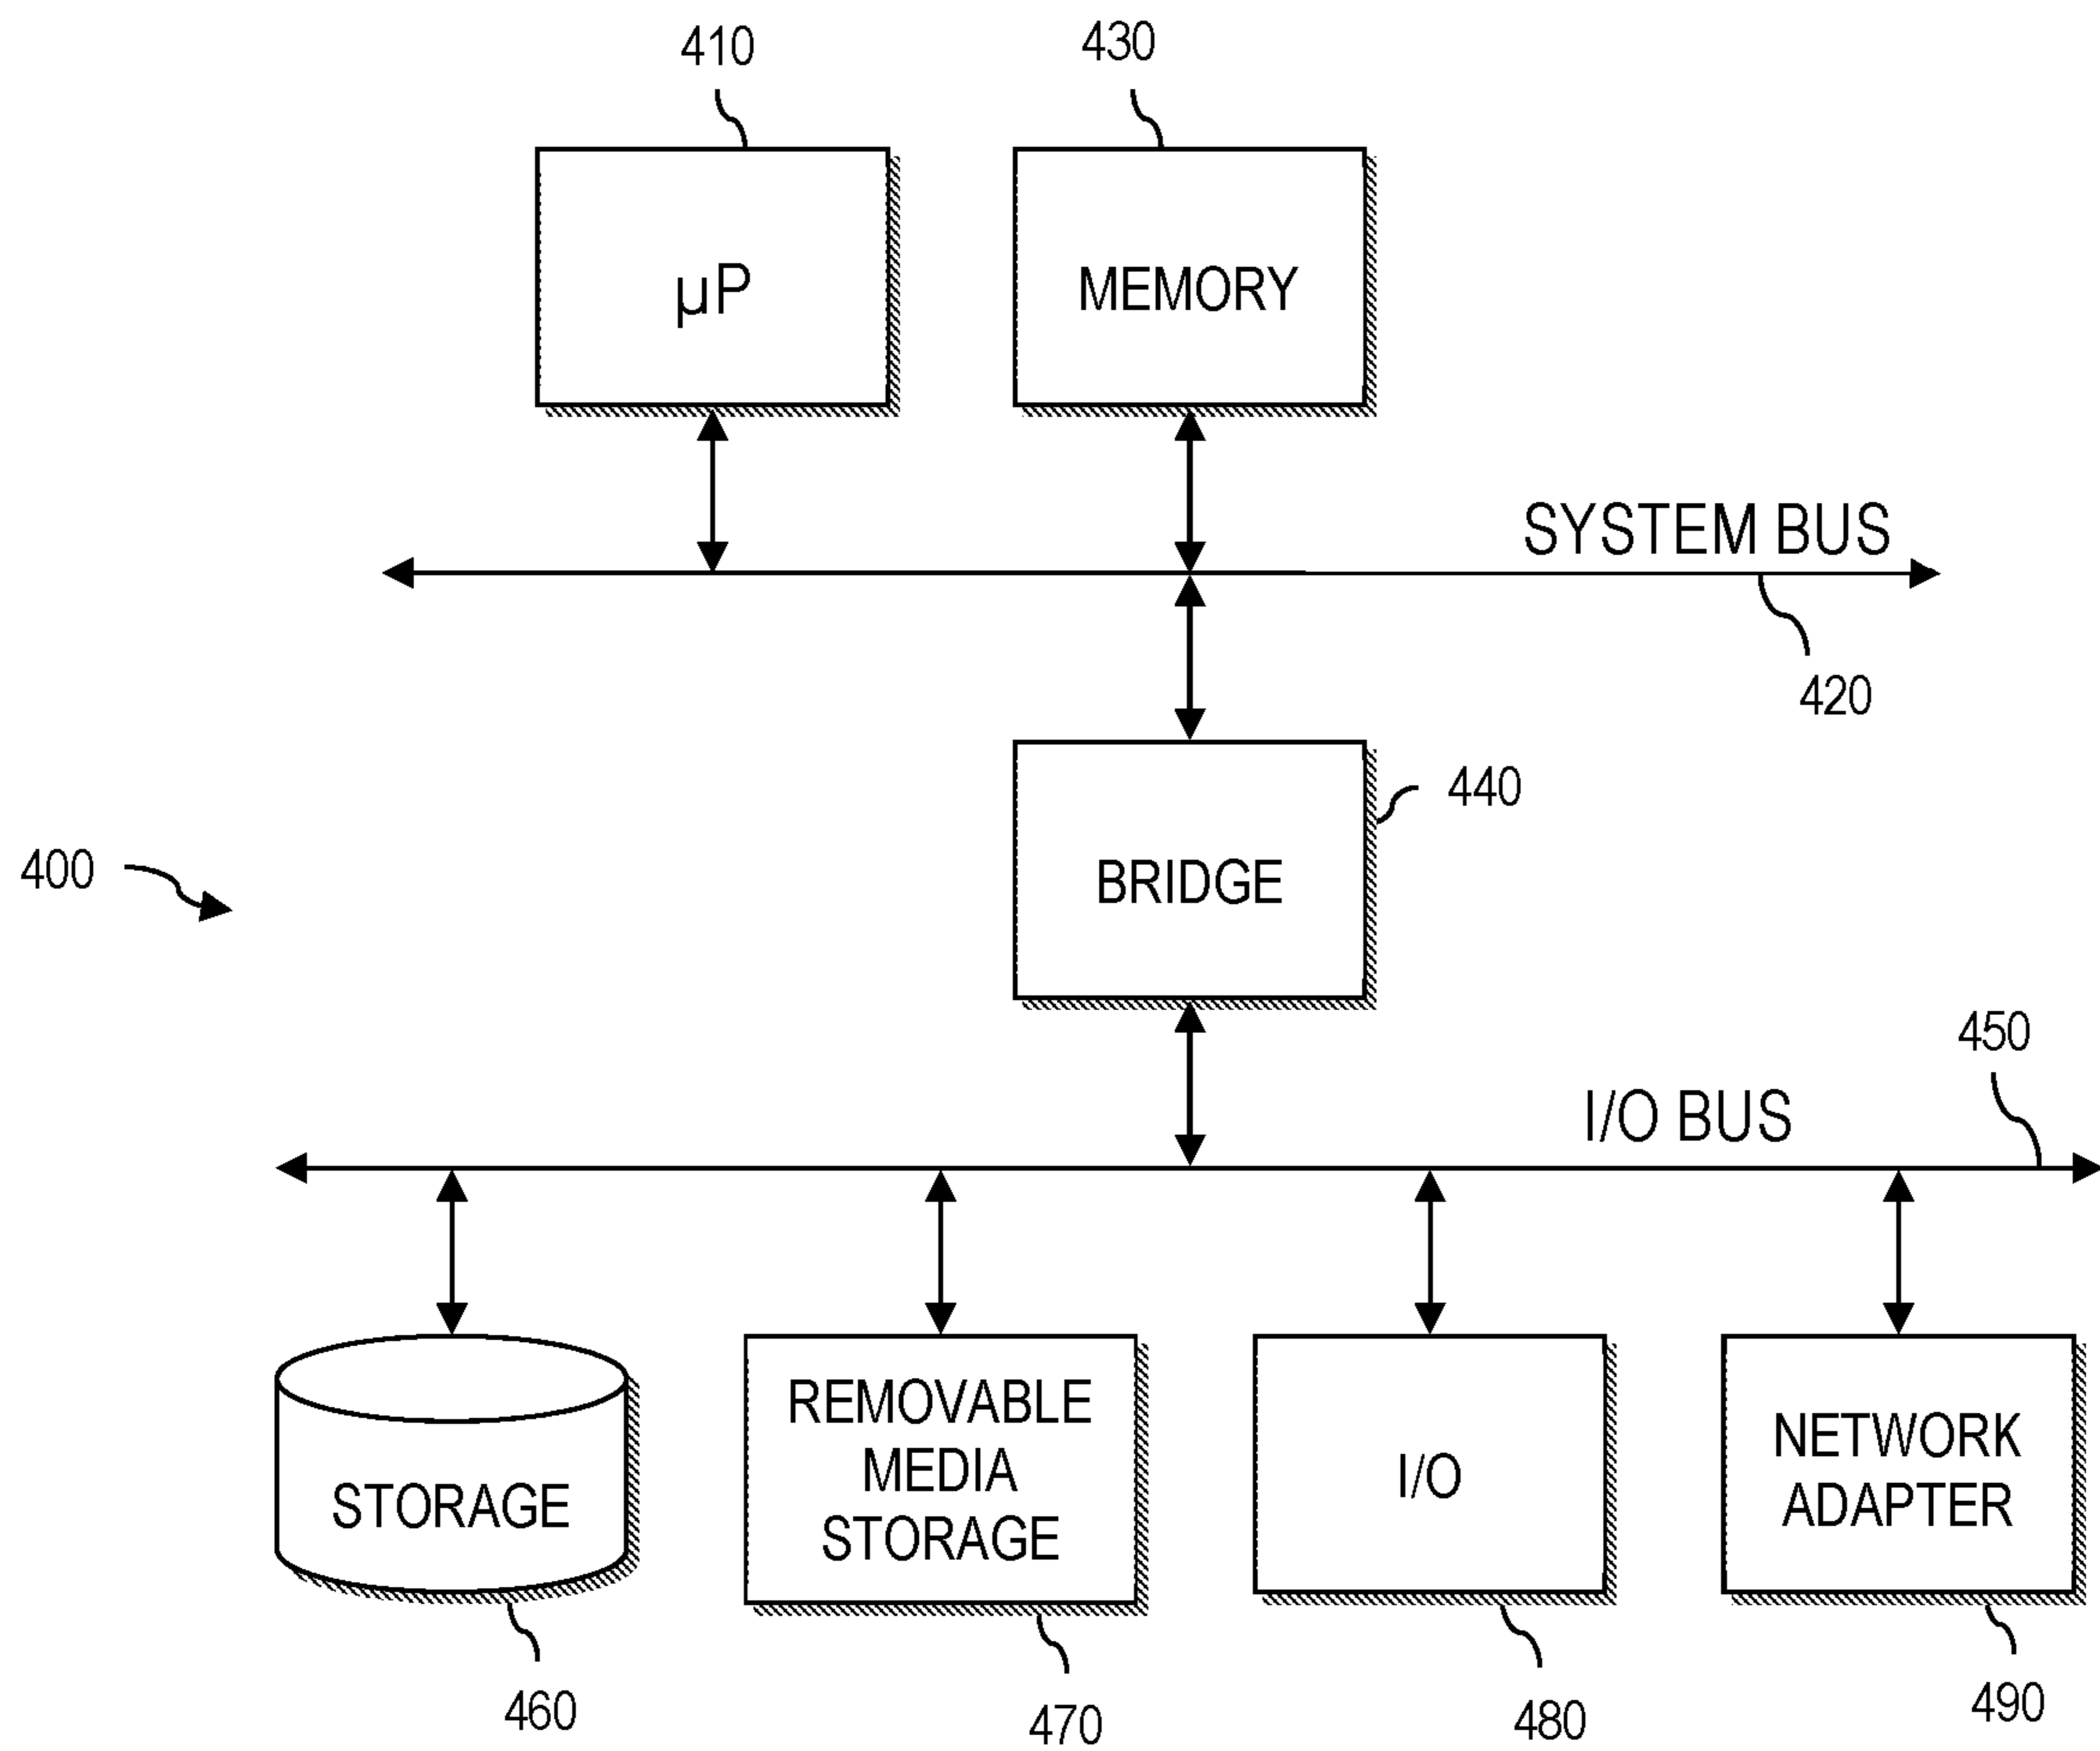 410
430
µP
MEMORY
SYSTEM BUS
420
440
BRIDGE
400
450
I/O BUS
STORAGE
REMOVABLE
MEDIA
STORAGE
I/O
NETWORK
ADAPTER
460
470
480
490